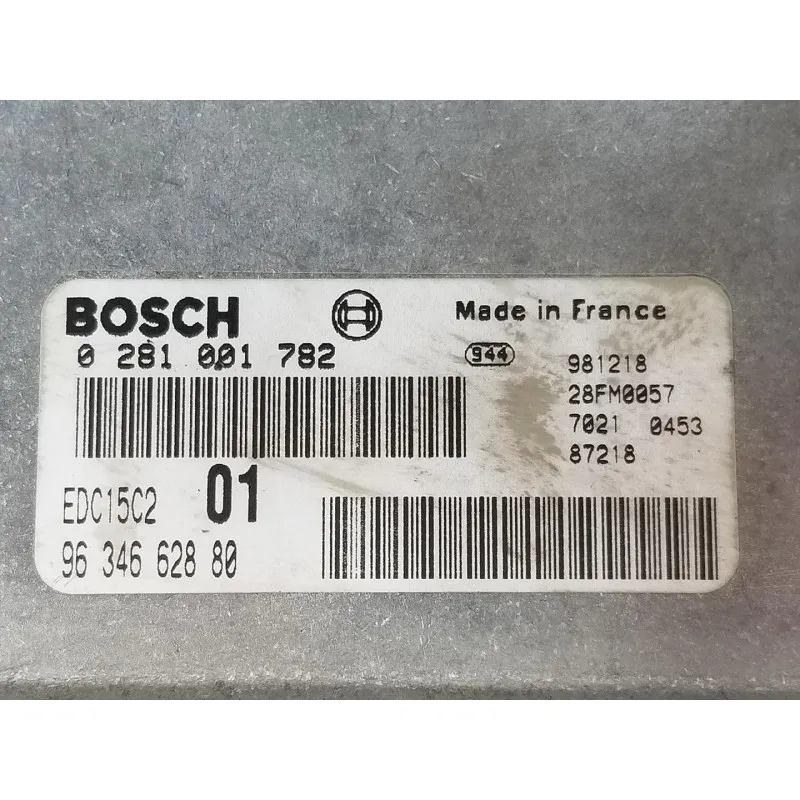 BOSCH
Made in France
0 281 001 782
944
981218
28FM0057
7021 0453
87218
EDC15C2 01
96 346 628 80